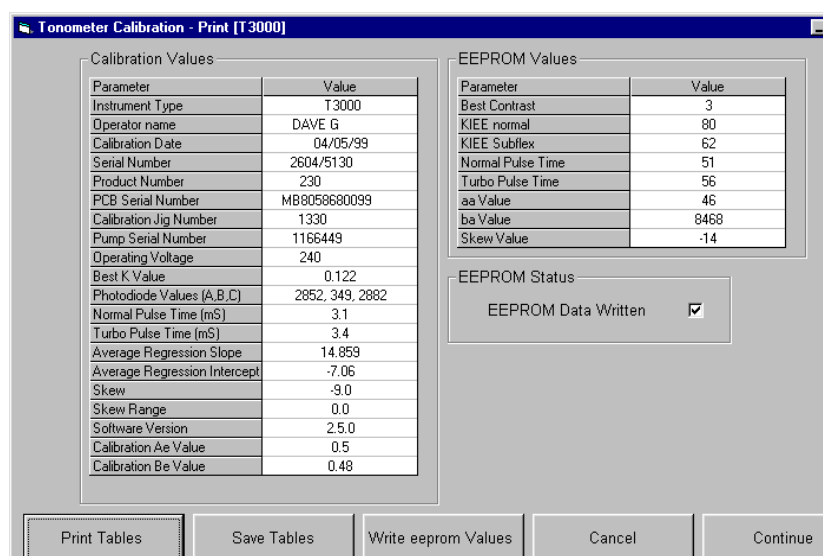 Tonometer Calibration - Print [T3000]
Calibration Values
Parameter Value
Instrument Type T3000
Operator name DAVE G
Calibration Date 04/05/99
Serial Number 2604/5130
Product Number 230
PCB Serial Number MB8058680099
Calibration Jig Number 1330
Pump Serial Number 1166449
Operating Voltage 240
Best K Value 0.122
Photodiode Values (A,B,C) 2852, 349, 2882
Normal Pulse Time (mS) 3.1
Turbo Pulse Time (mS) 3.4
Average Regression Slope 14.859
Average Regression Intercept -7.06
Skew -9.0
Skew Range 0.0
Software Version 2.5.0
Calibration Ae Value 0.5
Calibration Be Value 0.48
EEPROM Values
Parameter Value
Best Contrast 3
KIEE normal 80
KIEE Subflex 62
Normal Pulse Time 51
Turbo Pulse Time 56
aa Value 46
ba Value 8468
Skew Value -14
EEPROM Status
EEPROM Data Written
Print Tables Save Tables Write eeprom Values Cancel Continue